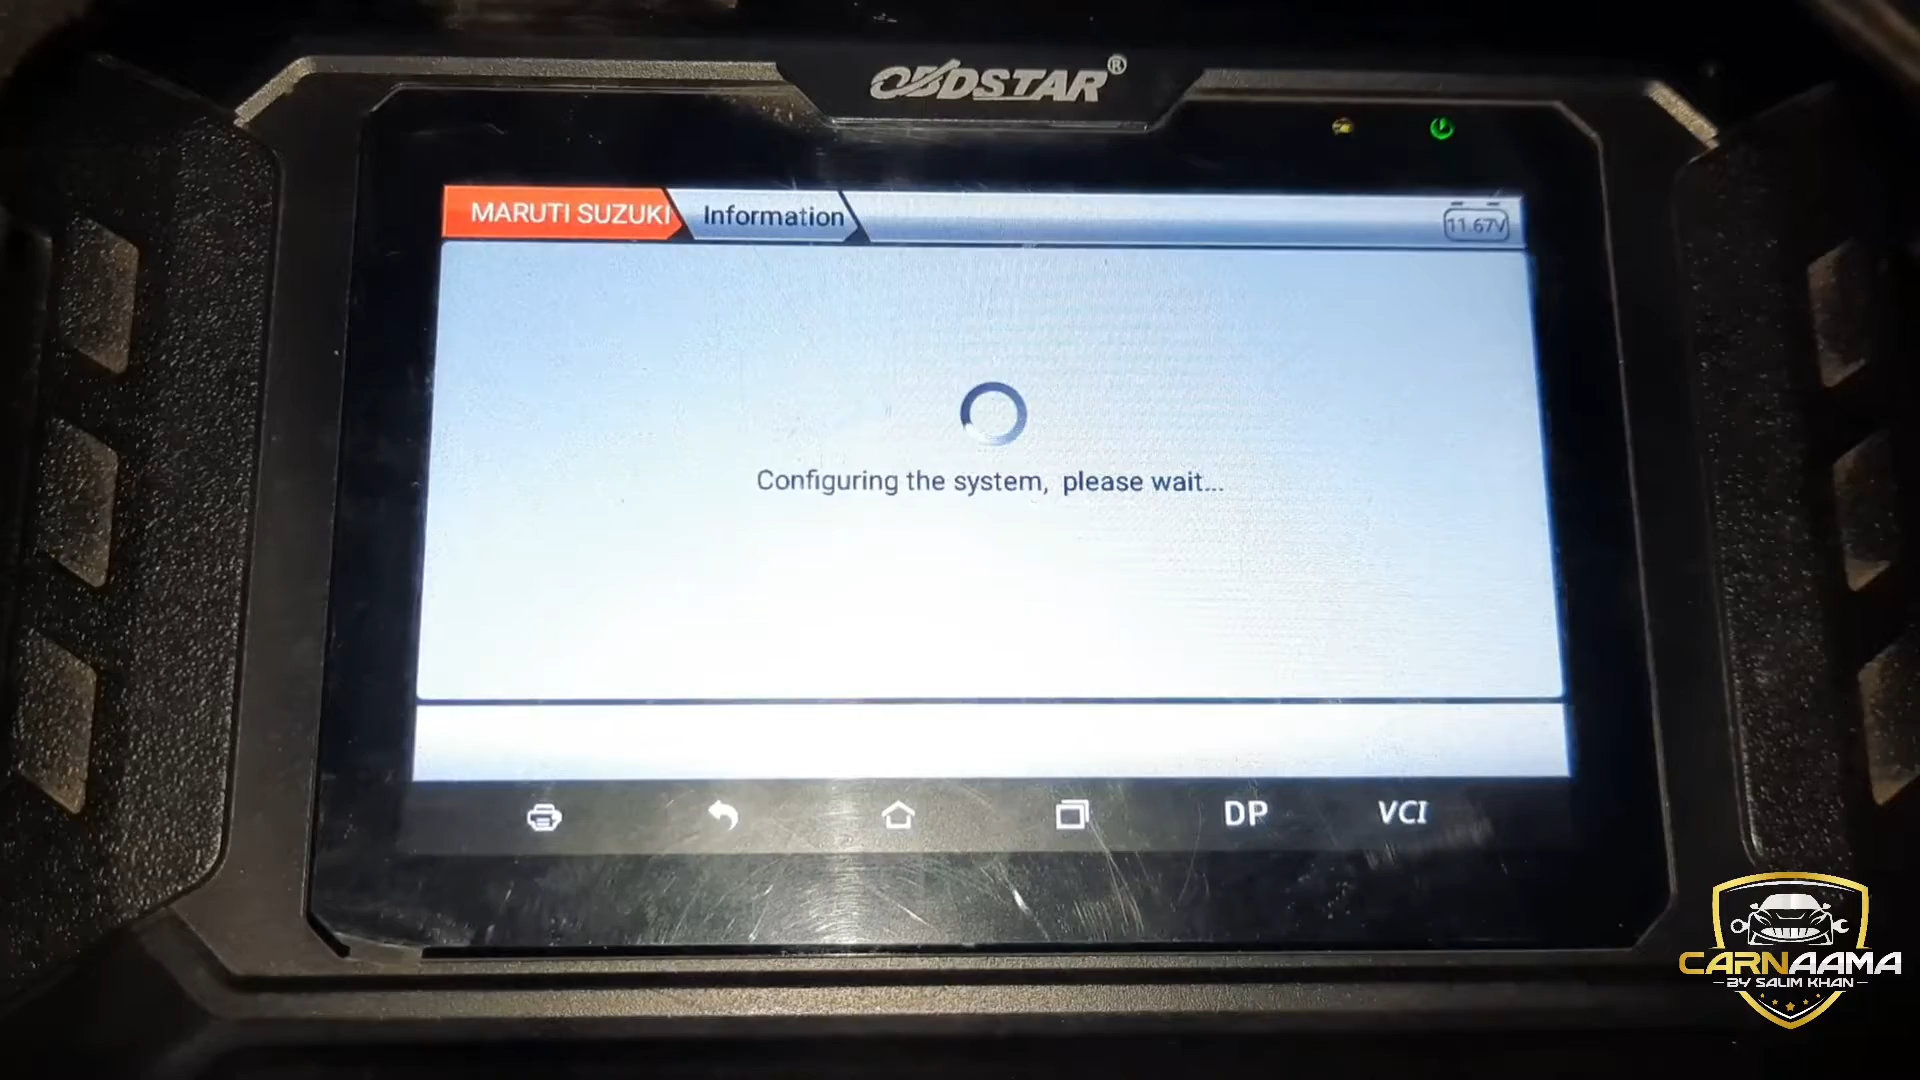 OBDSTAR®
MARUTI SUZUKI
Information
11.67V
Configuring the system, please wait...
DP
VCI
CARNAAMA
BY SALIM KHAN